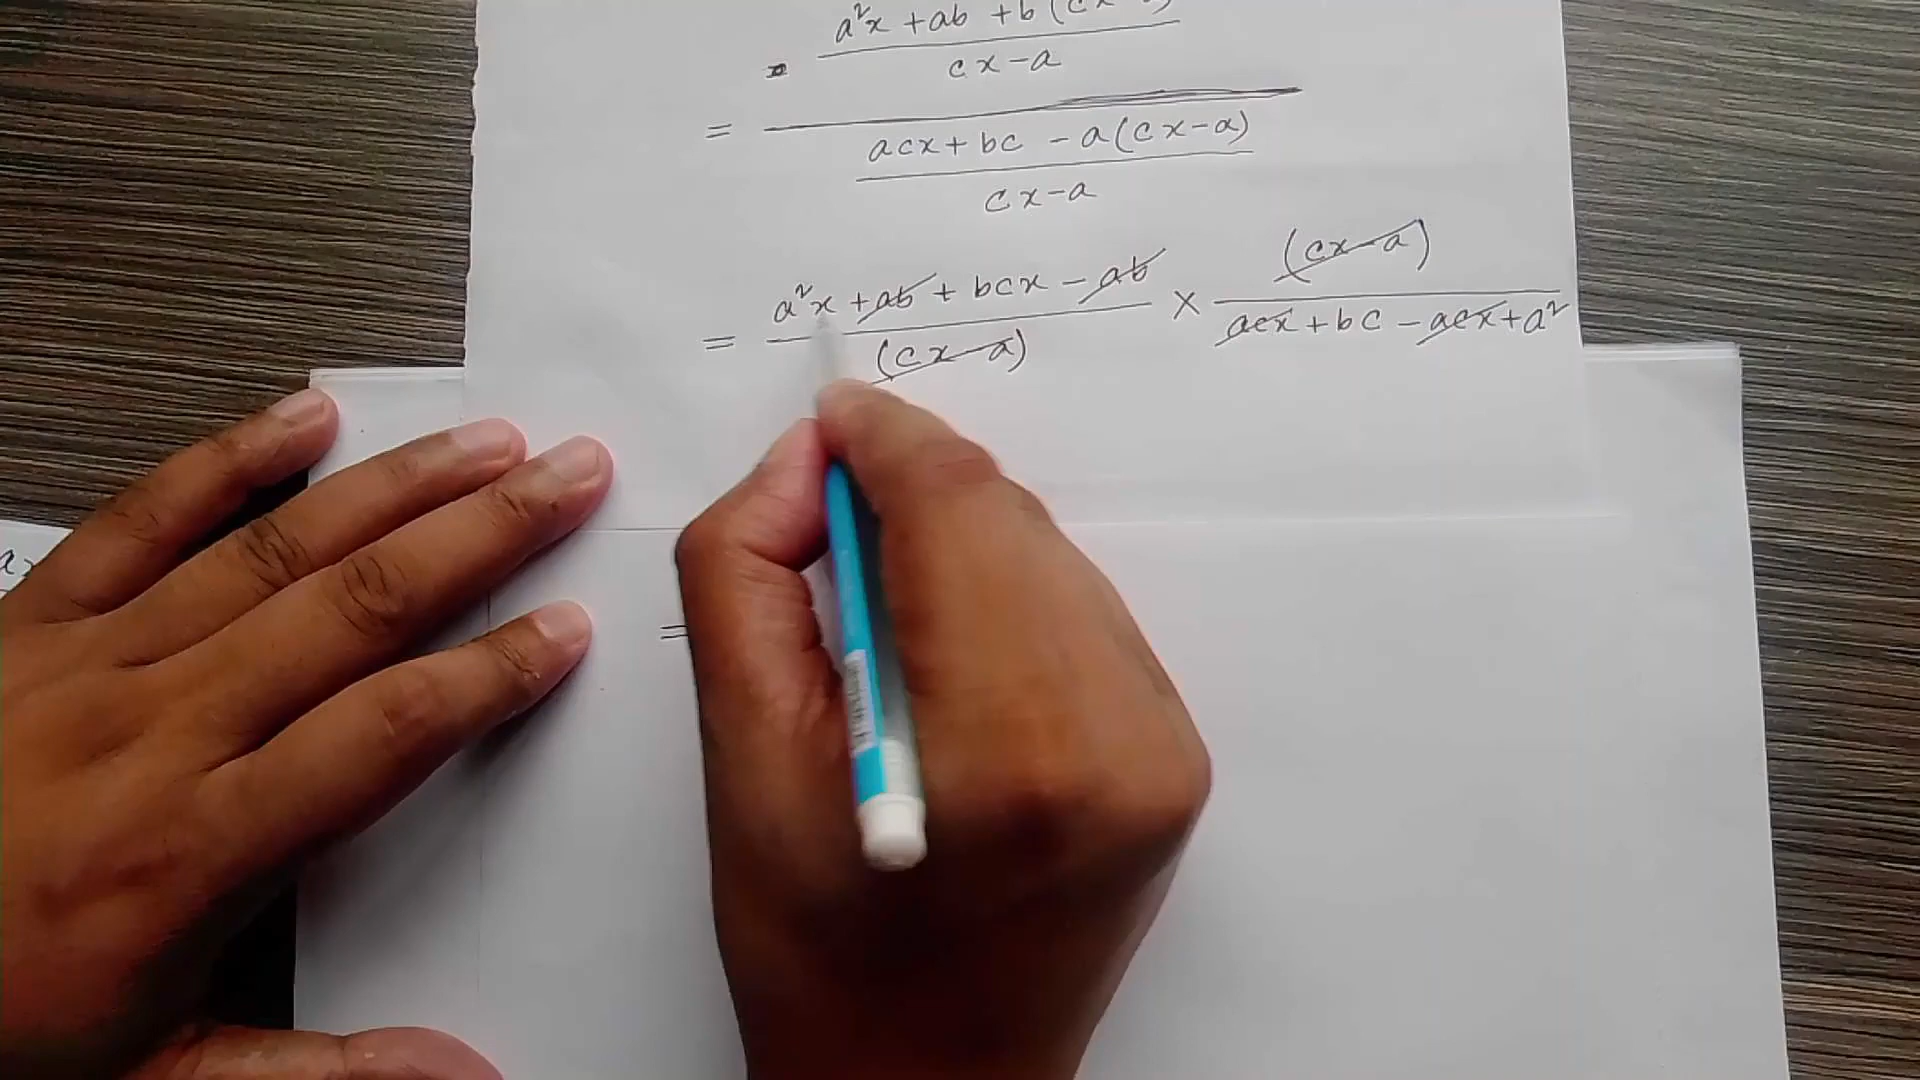 a²x + ab + b (cx
cx - a
=
acx + bc - a(cx-a)
cx-a
a²x + ab + bcx - ab × (cx-a)
= (cx-a) acx + bc - acx + a²
=